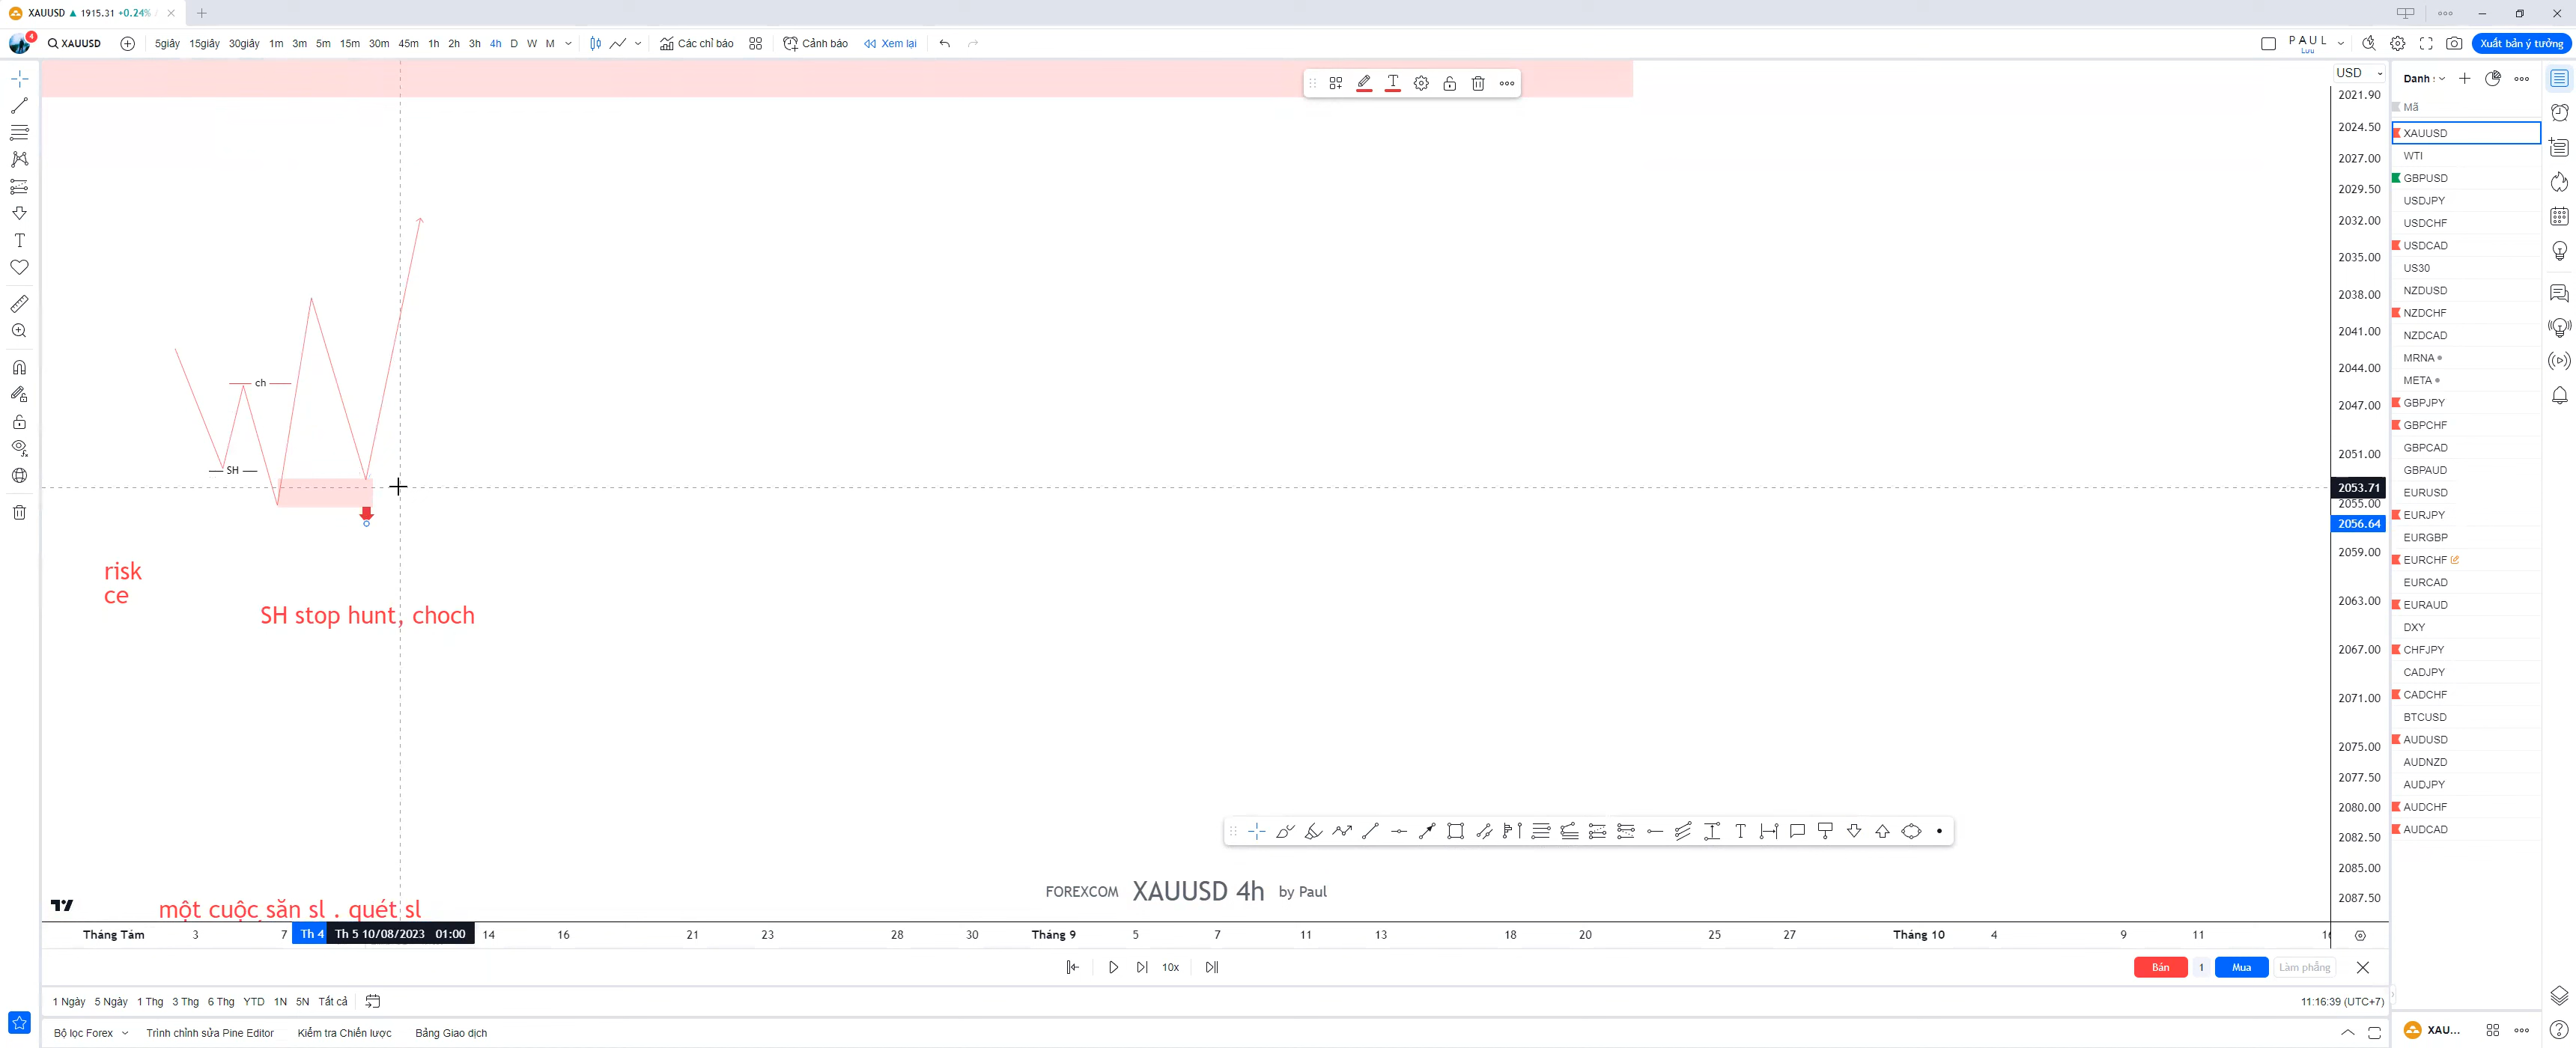 XAUUSD ▲ 1915.31 +0.24%
4 XAUUSD 5giây 15giây 30giây 1m 3m 5m 15m 30m 45m 1h 2h 3h 4h D W M Các chỉ báo Cảnh báo Xem lại PAUL Lưu Xuất bản ý tưởng
USD
2021.90
2024.50
2027.00
2029.50
2032.00
2035.00
2038.00
2041.00
2044.00
2047.00
2051.00
2053.71
2055.00
2056.64
2059.00
2063.00
2067.00
2071.00
2075.00
2077.50
2080.00
2082.50
2085.00
2087.50
Danh
Mã
XAUUSD
WTI
GBPUSD
USDJPY
USDCHF
USDCAD
US30
NZDUSD
NZDCHF
NZDCAD
MRNA
META
GBPJPY
GBPCHF
GBPCAD
GBPAUD
EURUSD
EURJPY
EURGBP
EURCHF
EURCAD
EURAUD
DXY
CHFJPY
CADJPY
CADCHF
BTCUSD
AUDUSD
AUDNZD
AUDJPY
AUDCHF
AUDCAD
XAU...
ch
SH
risk
ce
SH stop hunt, choch
một cuộc săn sl . quét sl
FOREXCOM XAUUSD 4h by Paul
Tháng Tám 3 7 Th 4 Th 5 10/08/2023 01:00 14 16 21 23 28 30 Tháng 9 5 7 11 13 18 20 25 27 Tháng 10 4 9 11
10x Bán 1 Mua Làm phẳng
1 Ngày 5 Ngày 1 Thg 3 Thg 6 Thg YTD 1N 5N Tất cả 11:16:39 (UTC+7)
Bộ lọc Forex Trình chỉnh sửa Pine Editor Kiểm tra Chiến lược Bảng Giao dịch